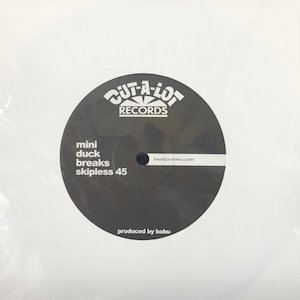 CUT-A-LOT
RECORDS
mini
duck
breaks
skipless 45
beatjunkies.com
produced by babu